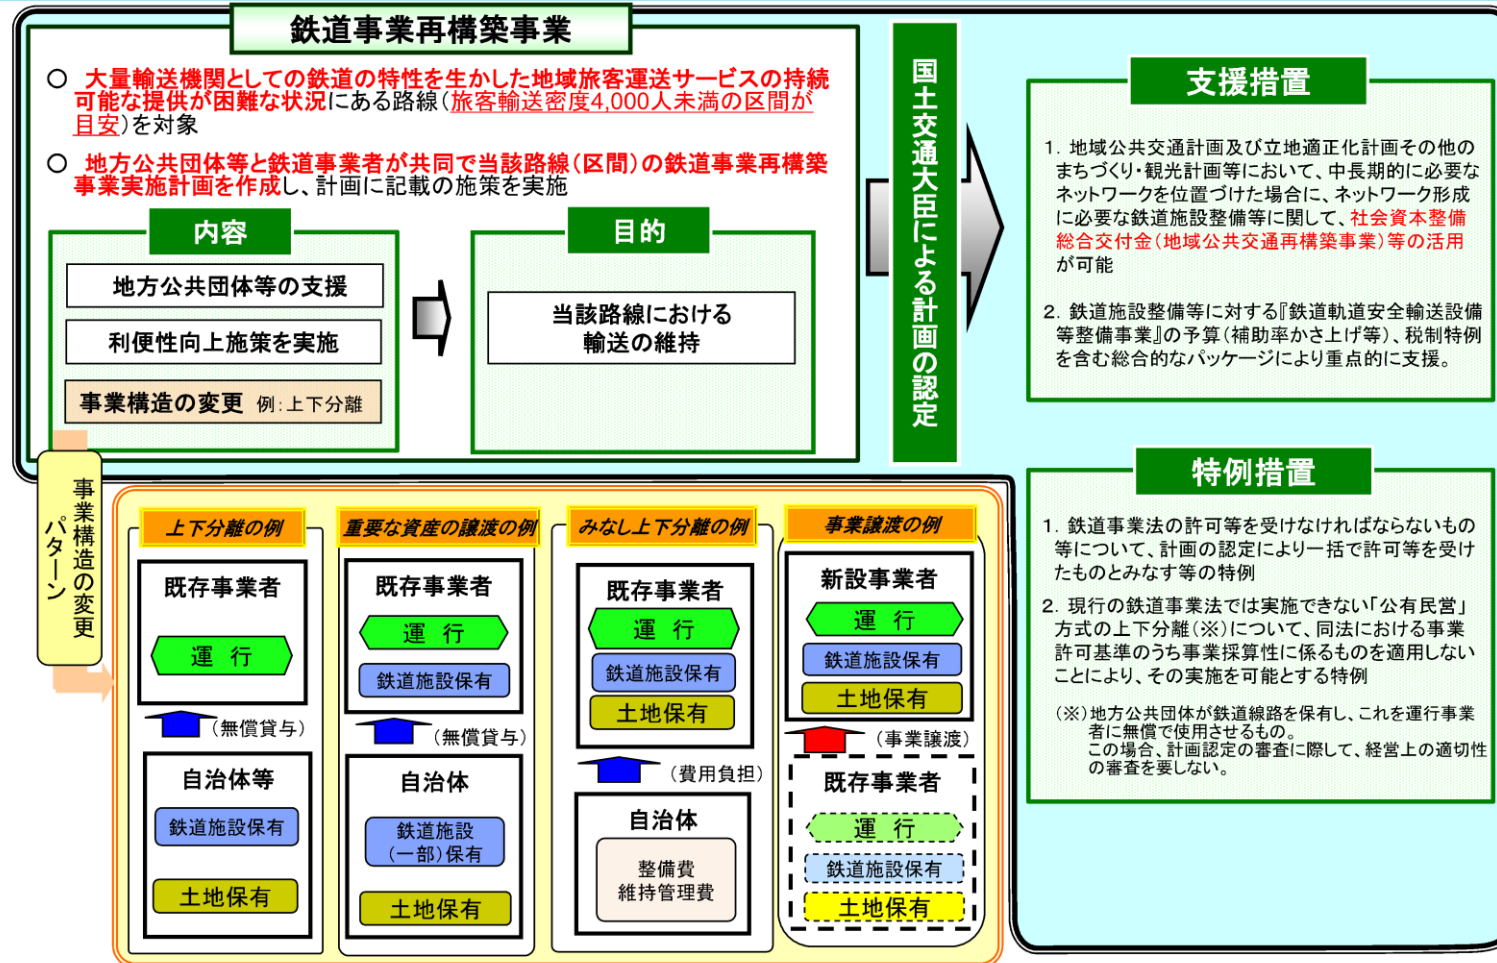 鉄道事業再構築事業
○ 大量輸送機関としての鉄道の特性を生かした地域旅客運送サービスの持続
可能な提供が困難な状況にある路線(旅客輸送密度4,000人未満の区間が
目安)を対象
○ 地方公共団体等と鉄道事業者が共同で当該路線(区間)の鉄道事業再構築
事業実施計画を作成し、計画に記載の施策を実施
内容
地方公共団体等の支援
利便性向上施策を実施
事業構造の変更 例:上下分離
目的
当該路線における
輸送の維持
国土交通大臣による計画の認定
支援措置
1. 地域公共交通計画及び立地適正化計画その他の
まちづくり・観光計画等において、中長期的に必要な
ネットワークを位置づけた場合に、ネットワーク形成
に必要な鉄道施設整備等に関して、社会資本整備
総合交付金(地域公共交通再構築事業)等の活用
が可能
2. 鉄道施設整備等に対する『鉄道軌道安全輸送設備
等整備事業』の予算(補助率かさ上げ等)、税制特例
を含む総合的なパッケージにより重点的に支援。
特例措置
1. 鉄道事業法の許可等を受けなければならないもの
等について、計画の認定により一括で許可等を受け
たものとみなす等の特例
2. 現行の鉄道事業法では実施できない「公有民営」
方式の上下分離(※)について、同法における事業
許可基準のうち事業採算性に係るものを適用しない
ことにより、その実施を可能とする特例
(※)地方公共団体が鉄道線路を保有し、これを運行事業
者に無償で使用させるもの。
この場合、計画認定の審査に際して、経営上の適切性
の審査を要しない。
事業構造の変更
パターン
上下分離の例
既存事業者
運 行
(無償貸与)
自治体等
鉄道施設保有
土地保有
重要な資産の譲渡の例
既存事業者
運 行
鉄道施設保有
(無償貸与)
自治体
鉄道施設
(一部)保有
土地保有
みなし上下分離の例
既存事業者
運 行
鉄道施設保有
土地保有
(費用負担)
自治体
整備費
維持管理費
事業譲渡の例
新設事業者
運 行
鉄道施設保有
土地保有
(事業譲渡)
既存事業者
運 行
鉄道施設保有
土地保有